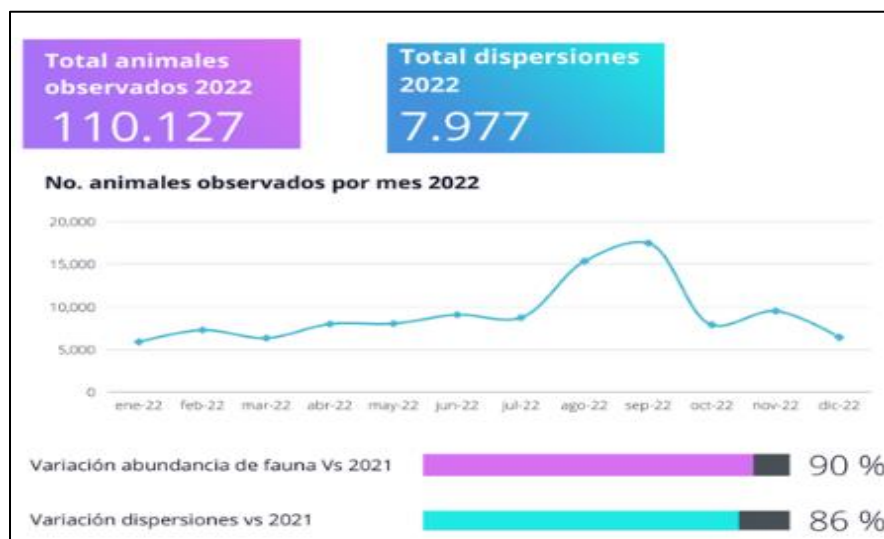 Total animales
observados 2022
110.127
Total dispersiones
2022
7.977
No. animales observados por mes 2022
20,000
15,000
10,000
5,000
0
ene-22 feb-22 mar-22 abr-22 may-22 jun-22 jul-22 ago-22 sep-22 oct-22 nov-22 dic-22
Variación abundancia de fauna Vs 2021 90 %
Variación dispersiones vs 2021 86 %